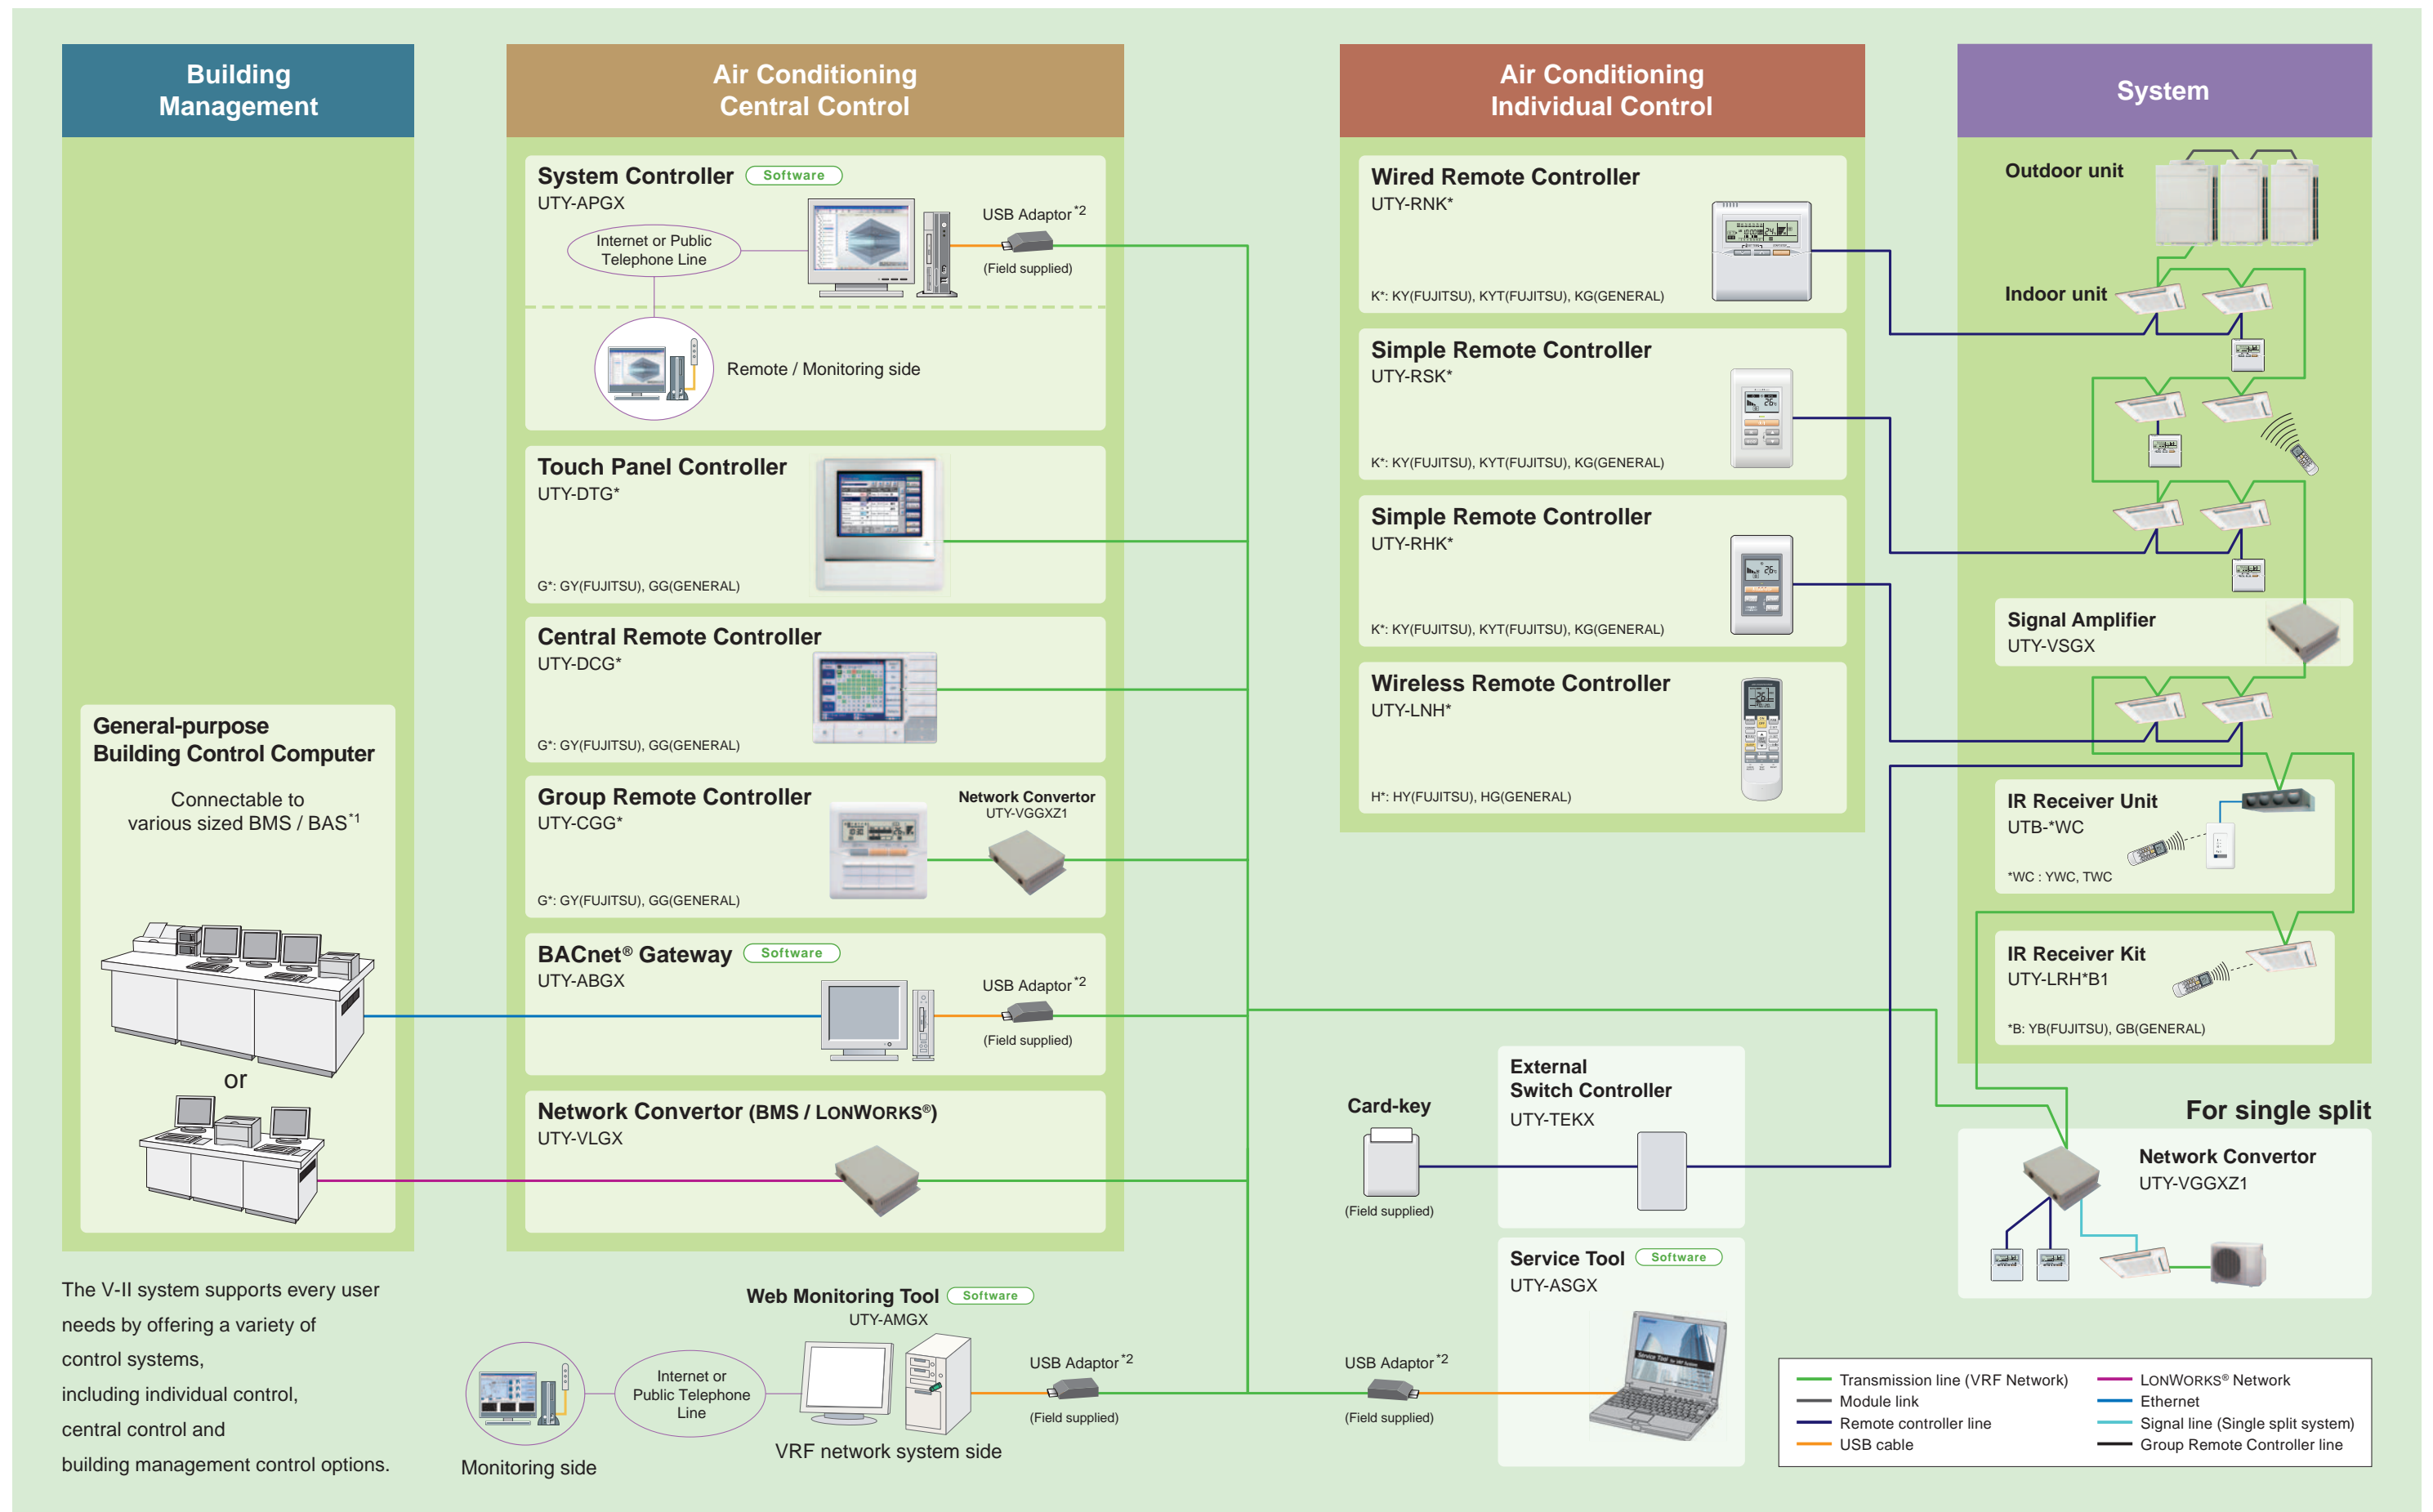 Building
Management
Air Conditioning
Central Control
Air Conditioning
Individual Control
System
General-purpose
Building Control Computer
Connectable to
various sized BMS / BAS*1
or
The V-II system supports every user
needs by offering a variety of
control systems,
including individual control,
central control and
building management control options.
System Controller Software
UTY-APGX
Internet or Public
Telephone Line
USB Adaptor*2
(Field supplied)
Remote / Monitoring side
Touch Panel Controller
UTY-DTG*
G*: GY(FUJITSU), GG(GENERAL)
Central Remote Controller
UTY-DCG*
G*: GY(FUJITSU), GG(GENERAL)
Group Remote Controller
UTY-CGG*
Network Convertor
UTY-VGGXZ1
G*: GY(FUJITSU), GG(GENERAL)
BACnet® Gateway Software
UTY-ABGX
USB Adaptor*2
(Field supplied)
Network Convertor (BMS / LONWORKS®)
UTY-VLGX
Web Monitoring Tool Software
UTY-AMGX
Internet or
Public Telephone
Line
USB Adaptor*2
(Field supplied)
VRF network system side
Monitoring side
Wired Remote Controller
UTY-RNK*
K*: KY(FUJITSU), KYT(FUJITSU), KG(GENERAL)
Simple Remote Controller
UTY-RSK*
K*: KY(FUJITSU), KYT(FUJITSU), KG(GENERAL)
Simple Remote Controller
UTY-RHK*
K*: KY(FUJITSU), KYT(FUJITSU), KG(GENERAL)
Wireless Remote Controller
UTY-LNH*
H*: HY(FUJITSU), HG(GENERAL)
Card-key
(Field supplied)
External
Switch Controller
UTY-TEKX
Service Tool Software
UTY-ASGX
USB Adaptor*2
(Field supplied)
Service Tool for VRF System
Outdoor unit
Indoor unit
Signal Amplifier
UTY-VSGX
IR Receiver Unit
UTB-*WC
*WC : YWC, TWC
IR Receiver Kit
UTY-LRH*B1
*B: YB(FUJITSU), GB(GENERAL)
For single split
Network Convertor
UTY-VGGXZ1
Transmission line (VRF Network)
Module link
Remote controller line
USB cable
LONWORKS® Network
Ethernet
Signal line (Single split system)
Group Remote Controller line